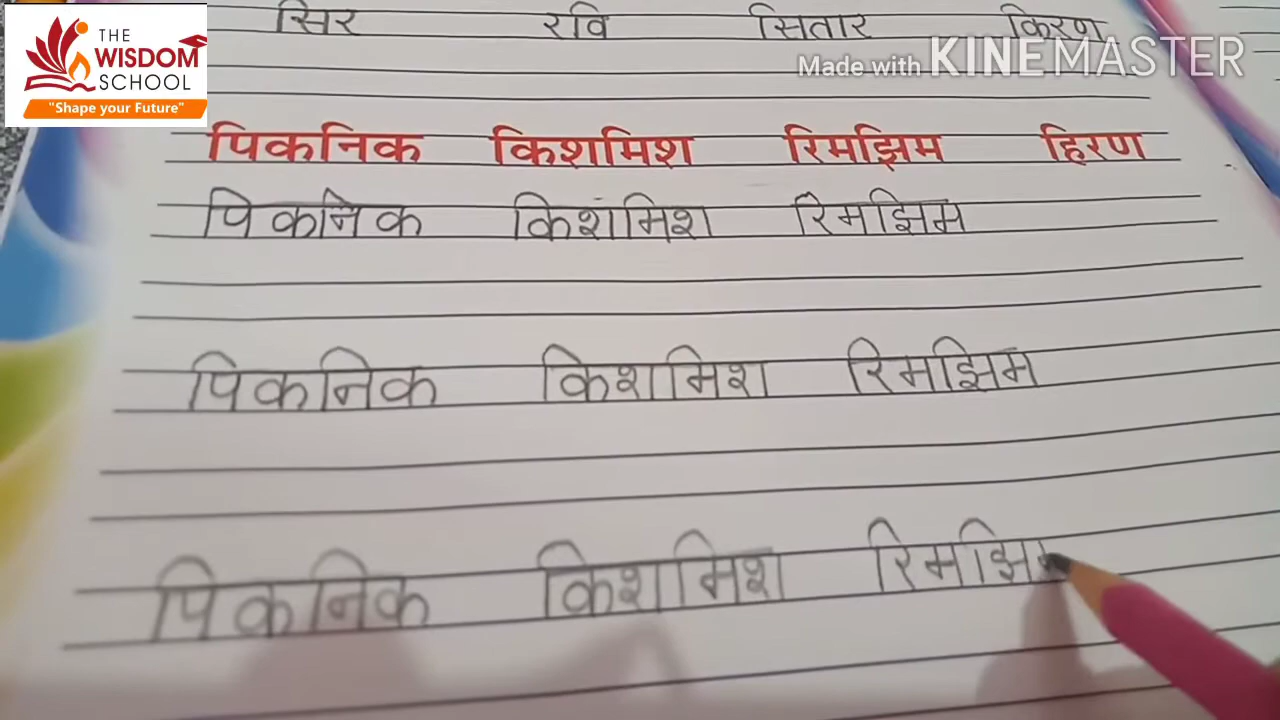 THE
WISDOM
SCHOOL
"Shape your Future"
सिर रवि सितार किरण
Made with KINEMASTER
पिकनिक किशमिश रिमझिम हिरण
पिकनिक किशमिश रिमझिम
पिकनिक किशमिश रिमझिम
पिकनिक किशमिश रिमझिम